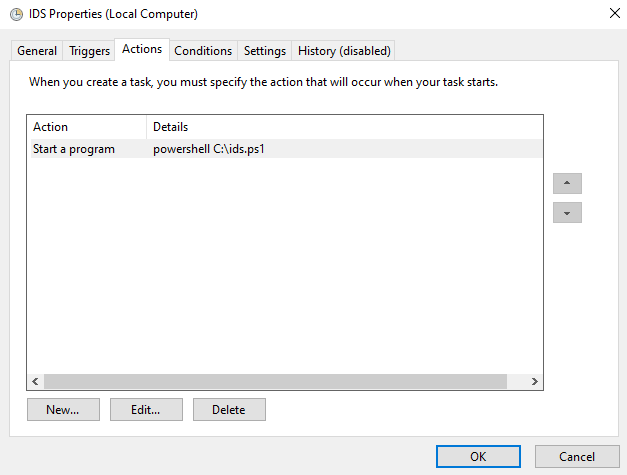 IDS Properties (Local Computer)
General Triggers Actions Conditions Settings History (disabled)
When you create a task, you must specify the action that will occur when your task starts.
Action Details
Start a program powershell C:\ids.ps1
New... Edit... Delete
OK Cancel